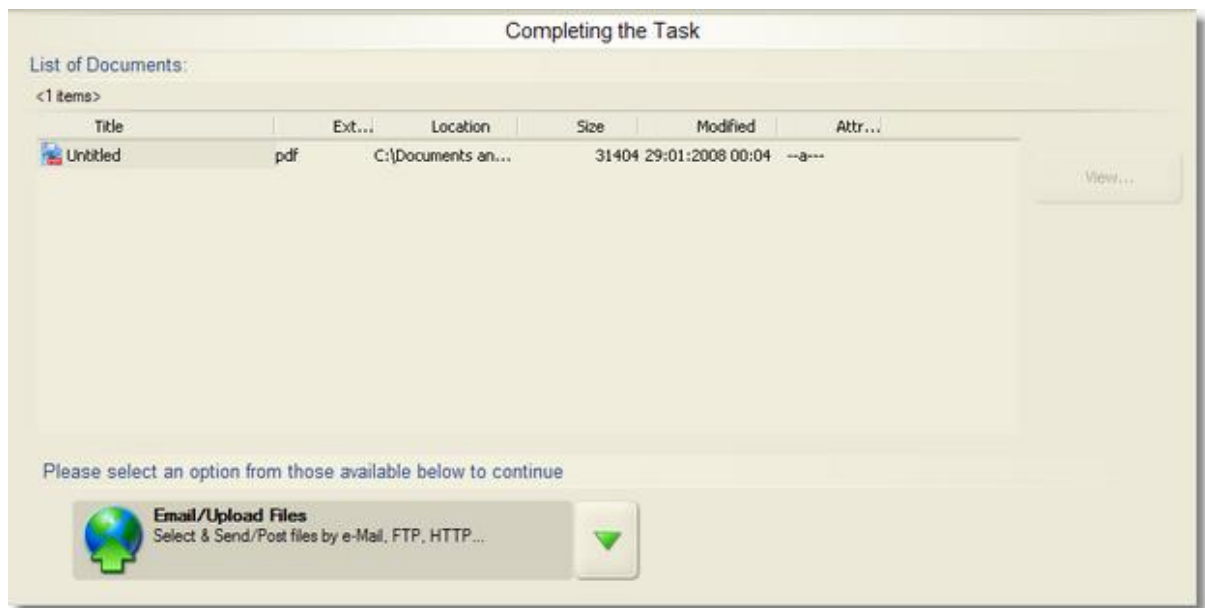 Completing the Task
List of Documents:
<1 items>
Title Ext... Location Size Modified Attr...
Untitled pdf C:\Documents an... 31404 29:01:2008 00:04 --a---
View...
Please select an option from those available below to continue
Email/Upload Files
Select & Send/Post files by e-Mail, FTP, HTTP...